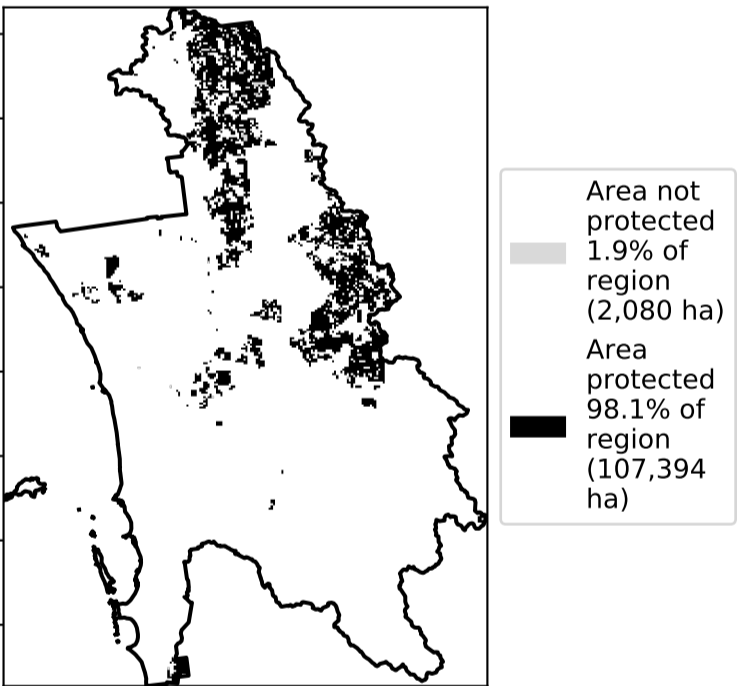 Area not
protected
1.9% of
region
(2,080 ha)
Area
protected
98.1% of
region
(107,394
ha)